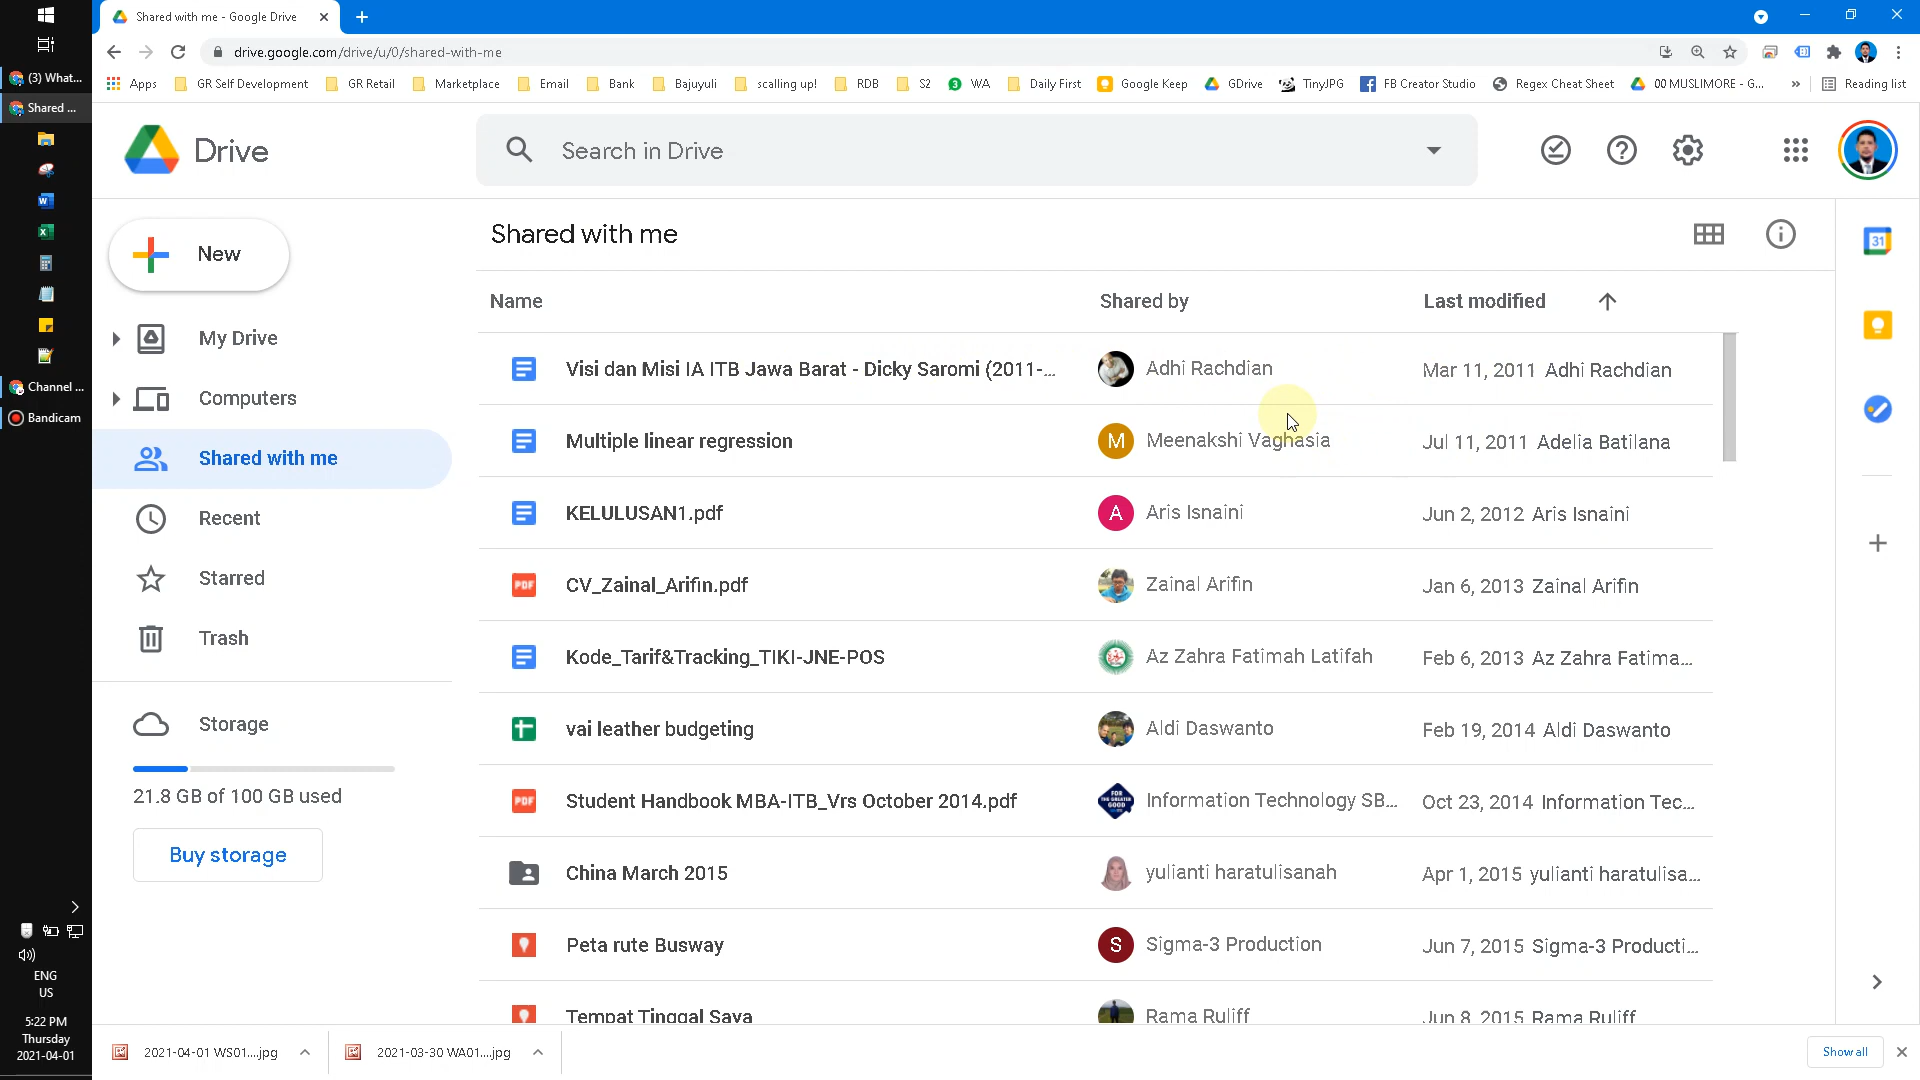 Shared with me - Google Drive
(3) What...
drive.google.com/drive/u/0/shared-with-me
Apps GR Self Development GR Retail Marketplace Email Bank Bajuyuli scalling up! RDB S2 WA Daily First Google Keep GDrive TinyJPG FB Creator Studio Regex Cheat Sheet 00 MUSLIMORE - G... » Reading list
Shared ...
Drive
Search in Drive
Shared with me
New
Name Shared by Last modified
My Drive
Computers
Shared with me
Recent
Starred
Trash
Storage
21.8 GB of 100 GB used
Buy storage
Visi dan Misi IA ITB Jawa Barat - Dicky Saromi (2011-... Adhi Rachdian Mar 11, 2011 Adhi Rachdian
Multiple linear regression M Meenakshi Vaghasia Jul 11, 2011 Adelia Batilana
KELULUSAN1.pdf A Aris Isnaini Jun 2, 2012 Aris Isnaini
PDF CV_Zainal_Arifin.pdf Zainal Arifin Jan 6, 2013 Zainal Arifin
Kode_Tarif&Tracking_TIKI-JNE-POS Az Zahra Fatimah Latifah Feb 6, 2013 Az Zahra Fatima...
vai leather budgeting Aldi Daswanto Feb 19, 2014 Aldi Daswanto
PDF Student Handbook MBA-ITB_Vrs October 2014.pdf FOR THE GREATER GOOD Information Technology SB... Oct 23, 2014 Information Tec...
China March 2015 yulianti haratulisanah Apr 1, 2015 yulianti haratulisa...
Peta rute Busway S Sigma-3 Production Jun 7, 2015 Sigma-3 Producti...
Tempat Tinggal Saya Rama Ruliff Jun 8, 2015 Rama Ruliff
31
Channel ...
Bandicam
ENG
US
5:22 PM
Thursday
2021-04-01
2021-04-01 WS01....jpg 2021-03-30 WA01....jpg Show all